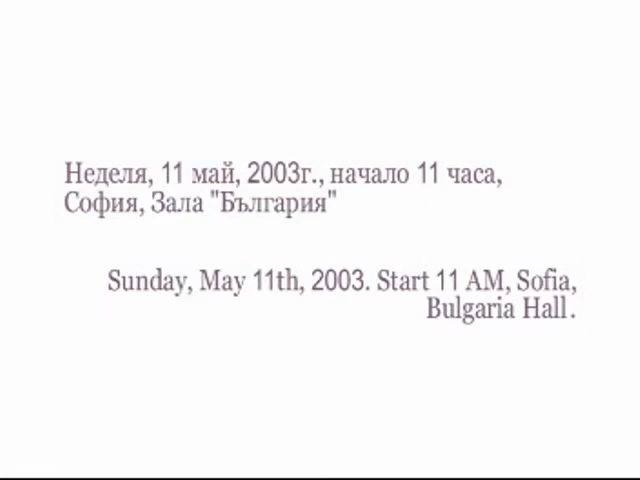 Неделя, 11 май, 2003г., начало 11 часа,
София, Зала "България"
Sunday, May 11th, 2003. Start 11 AM, Sofia,
Bulgaria Hall.